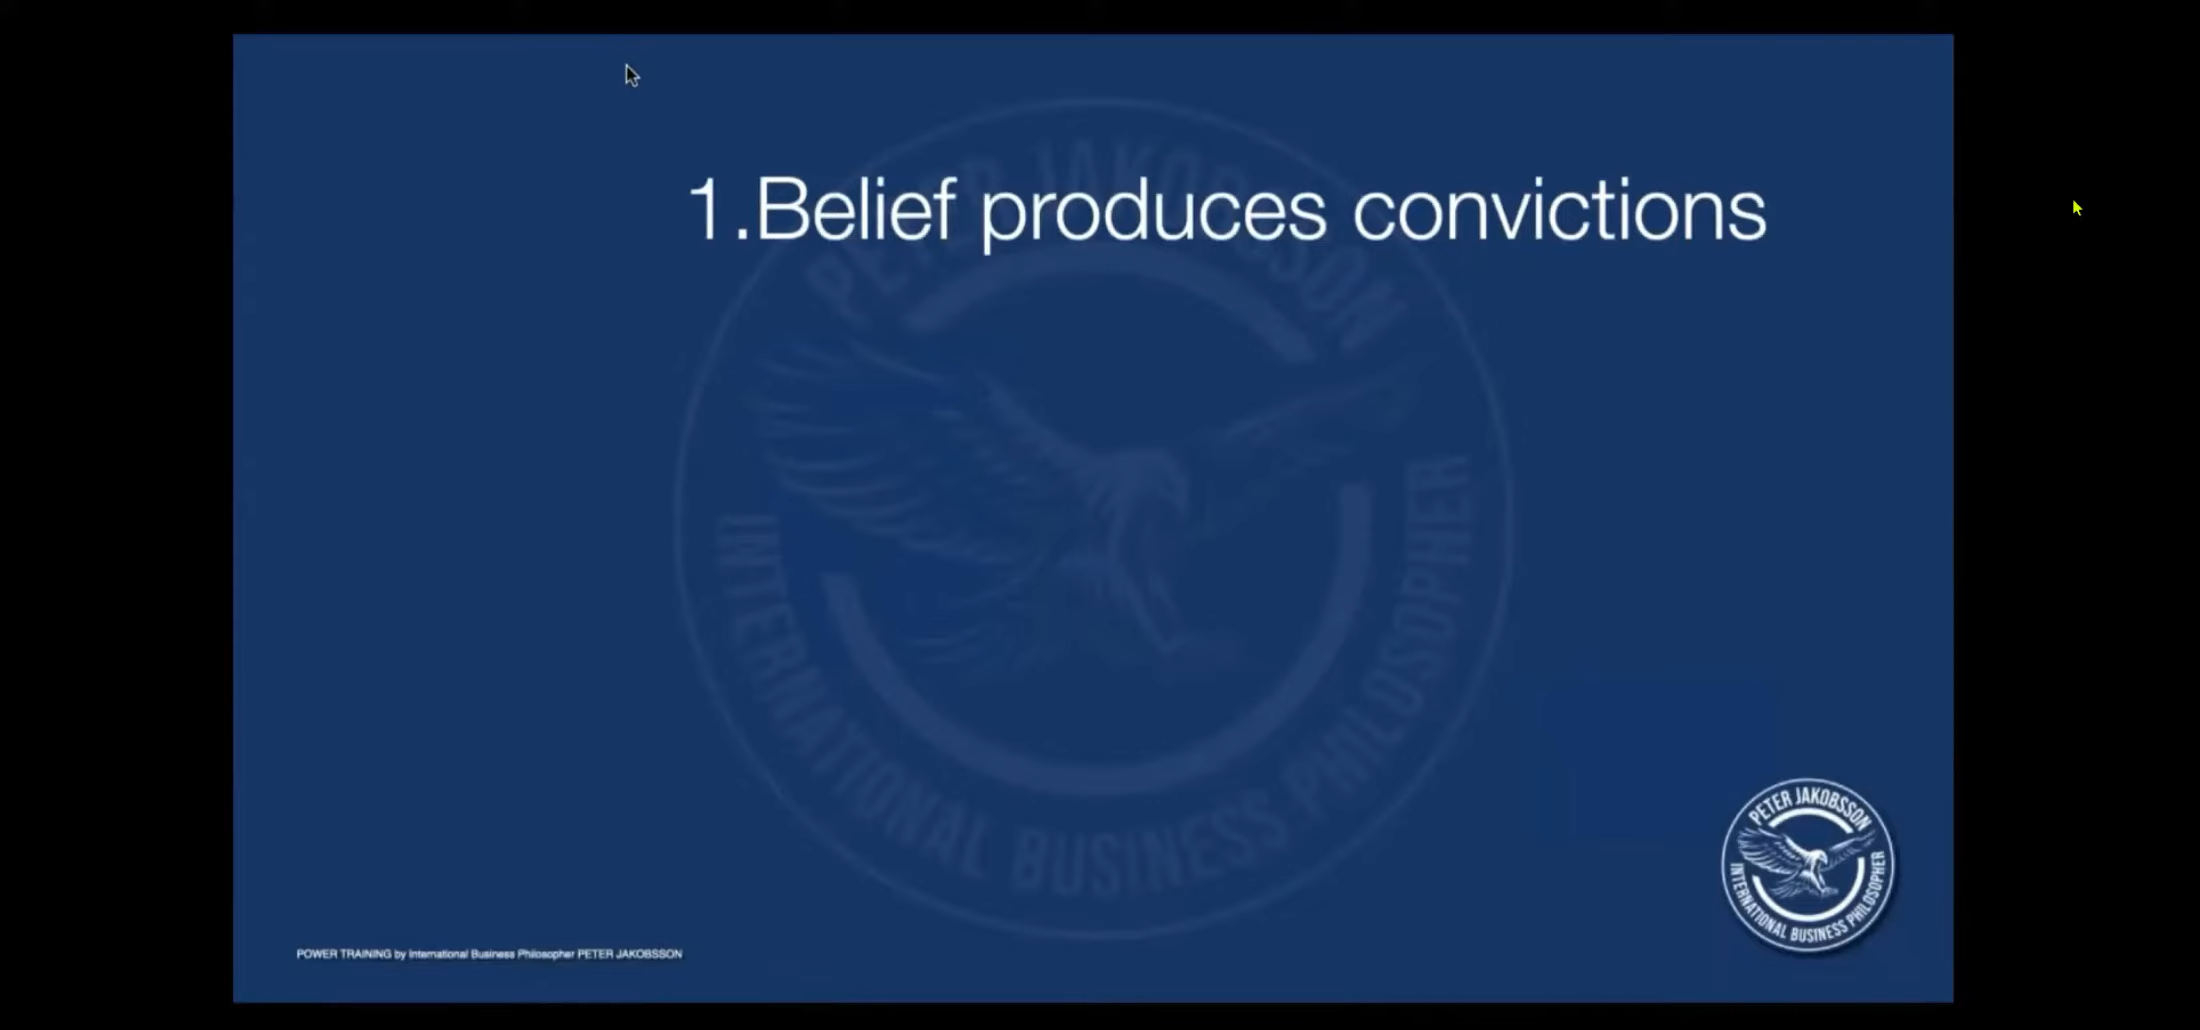 1.Belief produces convictions
PETER JAKOBSSON
INTERNATIONAL BUSINESS PHILOSOPHER
PETER JAKOBSSON
INTERNATIONAL BUSINESS PHILOSOPHER
POWER TRAINING by International Business Philosopher PETER JAKOBSSON